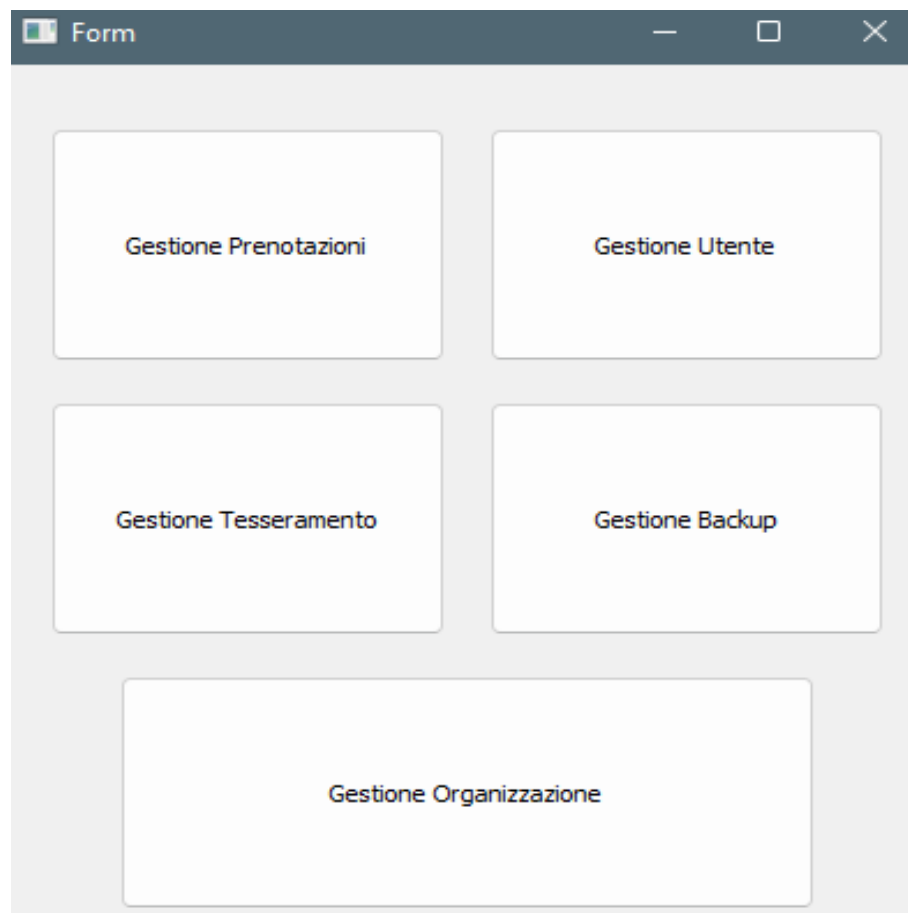 Form
Gestione Prenotazioni
Gestione Utente
Gestione Tesseramento
Gestione Backup
Gestione Organizzazione